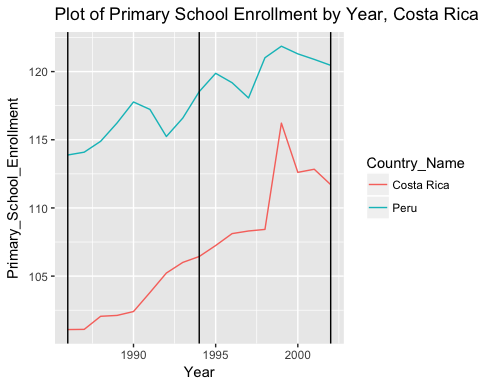 Plot of Primary School Enrollment by Year, Costa Rica
120
115
110
105
Primary_School_Enrollment
1990 1995 2000
Year
Country_Name
Costa Rica
Peru